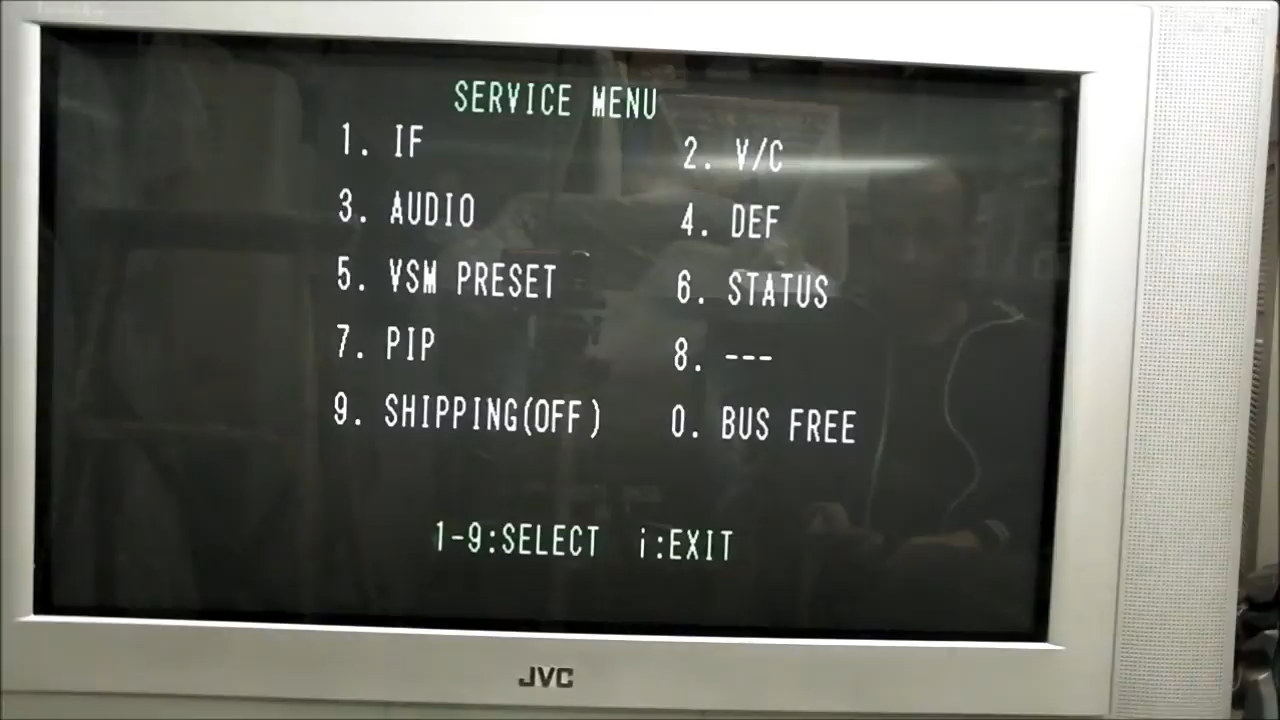 SERVICE MENU
1. IF 2. V/C
3. AUDIO 4. DEF
5. VSM PRESET 6. STATUS
7. PIP 8. ---
9. SHIPPING(OFF) 0. BUS FREE
1-9:SELECT i:EXIT
JVC